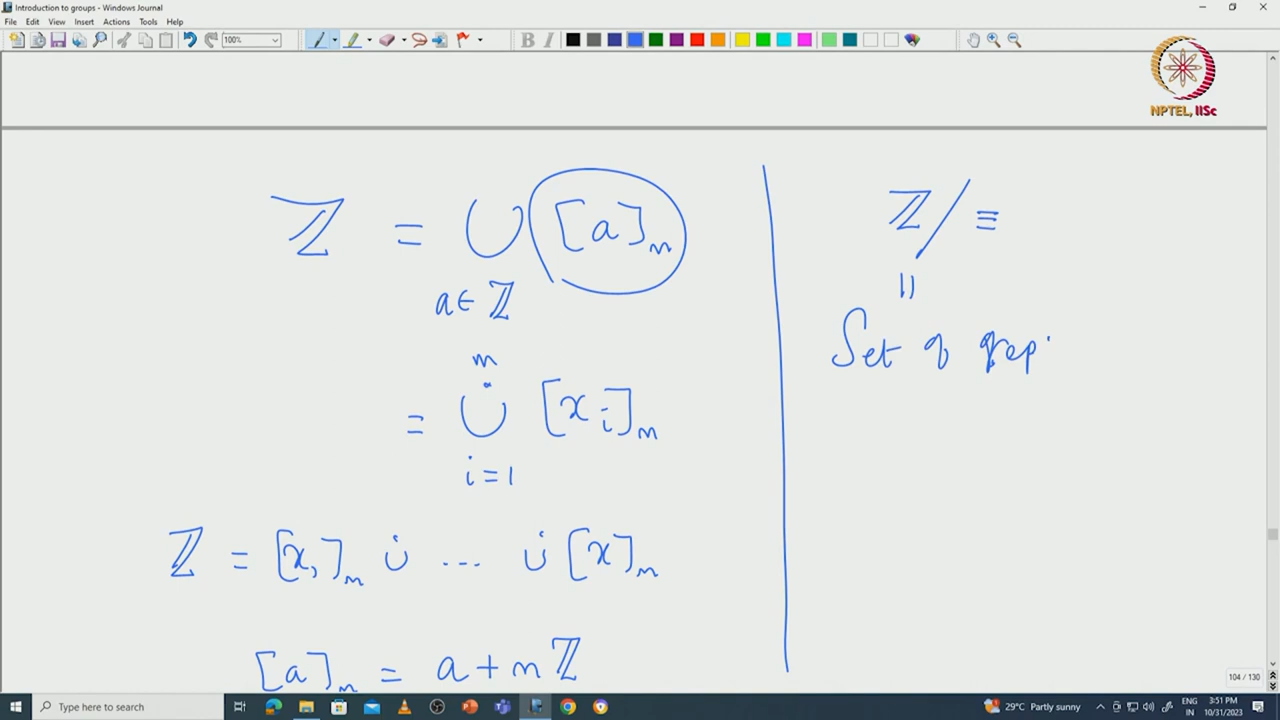 Introduction to groups - Windows Journal
File Edit View Insert Actions Tools Help
100%
B I
NPTEL, IISc
ℤ = ∪ [a]ₘ
a ∈ ℤ
m
= ∪̇ [x i]ₘ
i = 1
ℤ = [x₁]ₘ ∪̇ ... ∪̇ [x]ₘ
[a]ₘ = a + mℤ
ℤ/≡
||
Set of rep.
104 / 130
Type here to search
29°C Partly sunny
ENG
IN
3:51 PM
10/31/2023